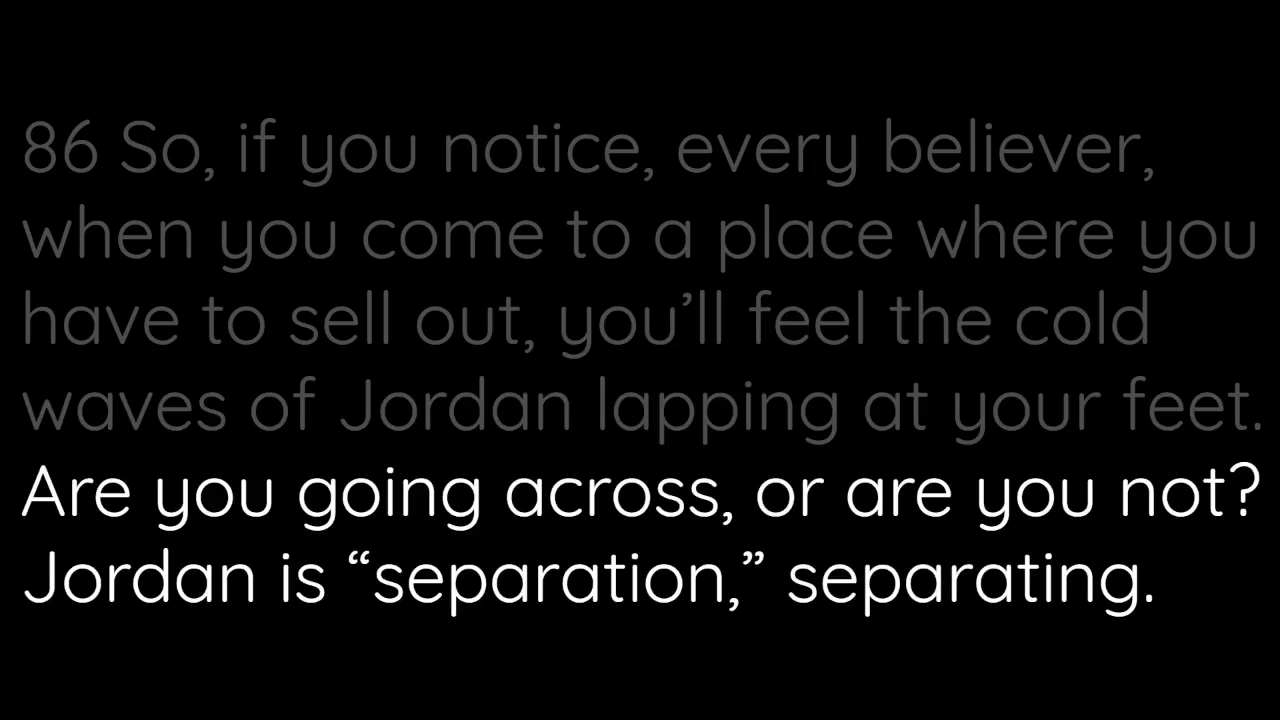 86 So, if you notice, every believer,
when you come to a place where you
have to sell out, you’ll feel the cold
waves of Jordan lapping at your feet.
Are you going across, or are you not?
Jordan is “separation,” separating.